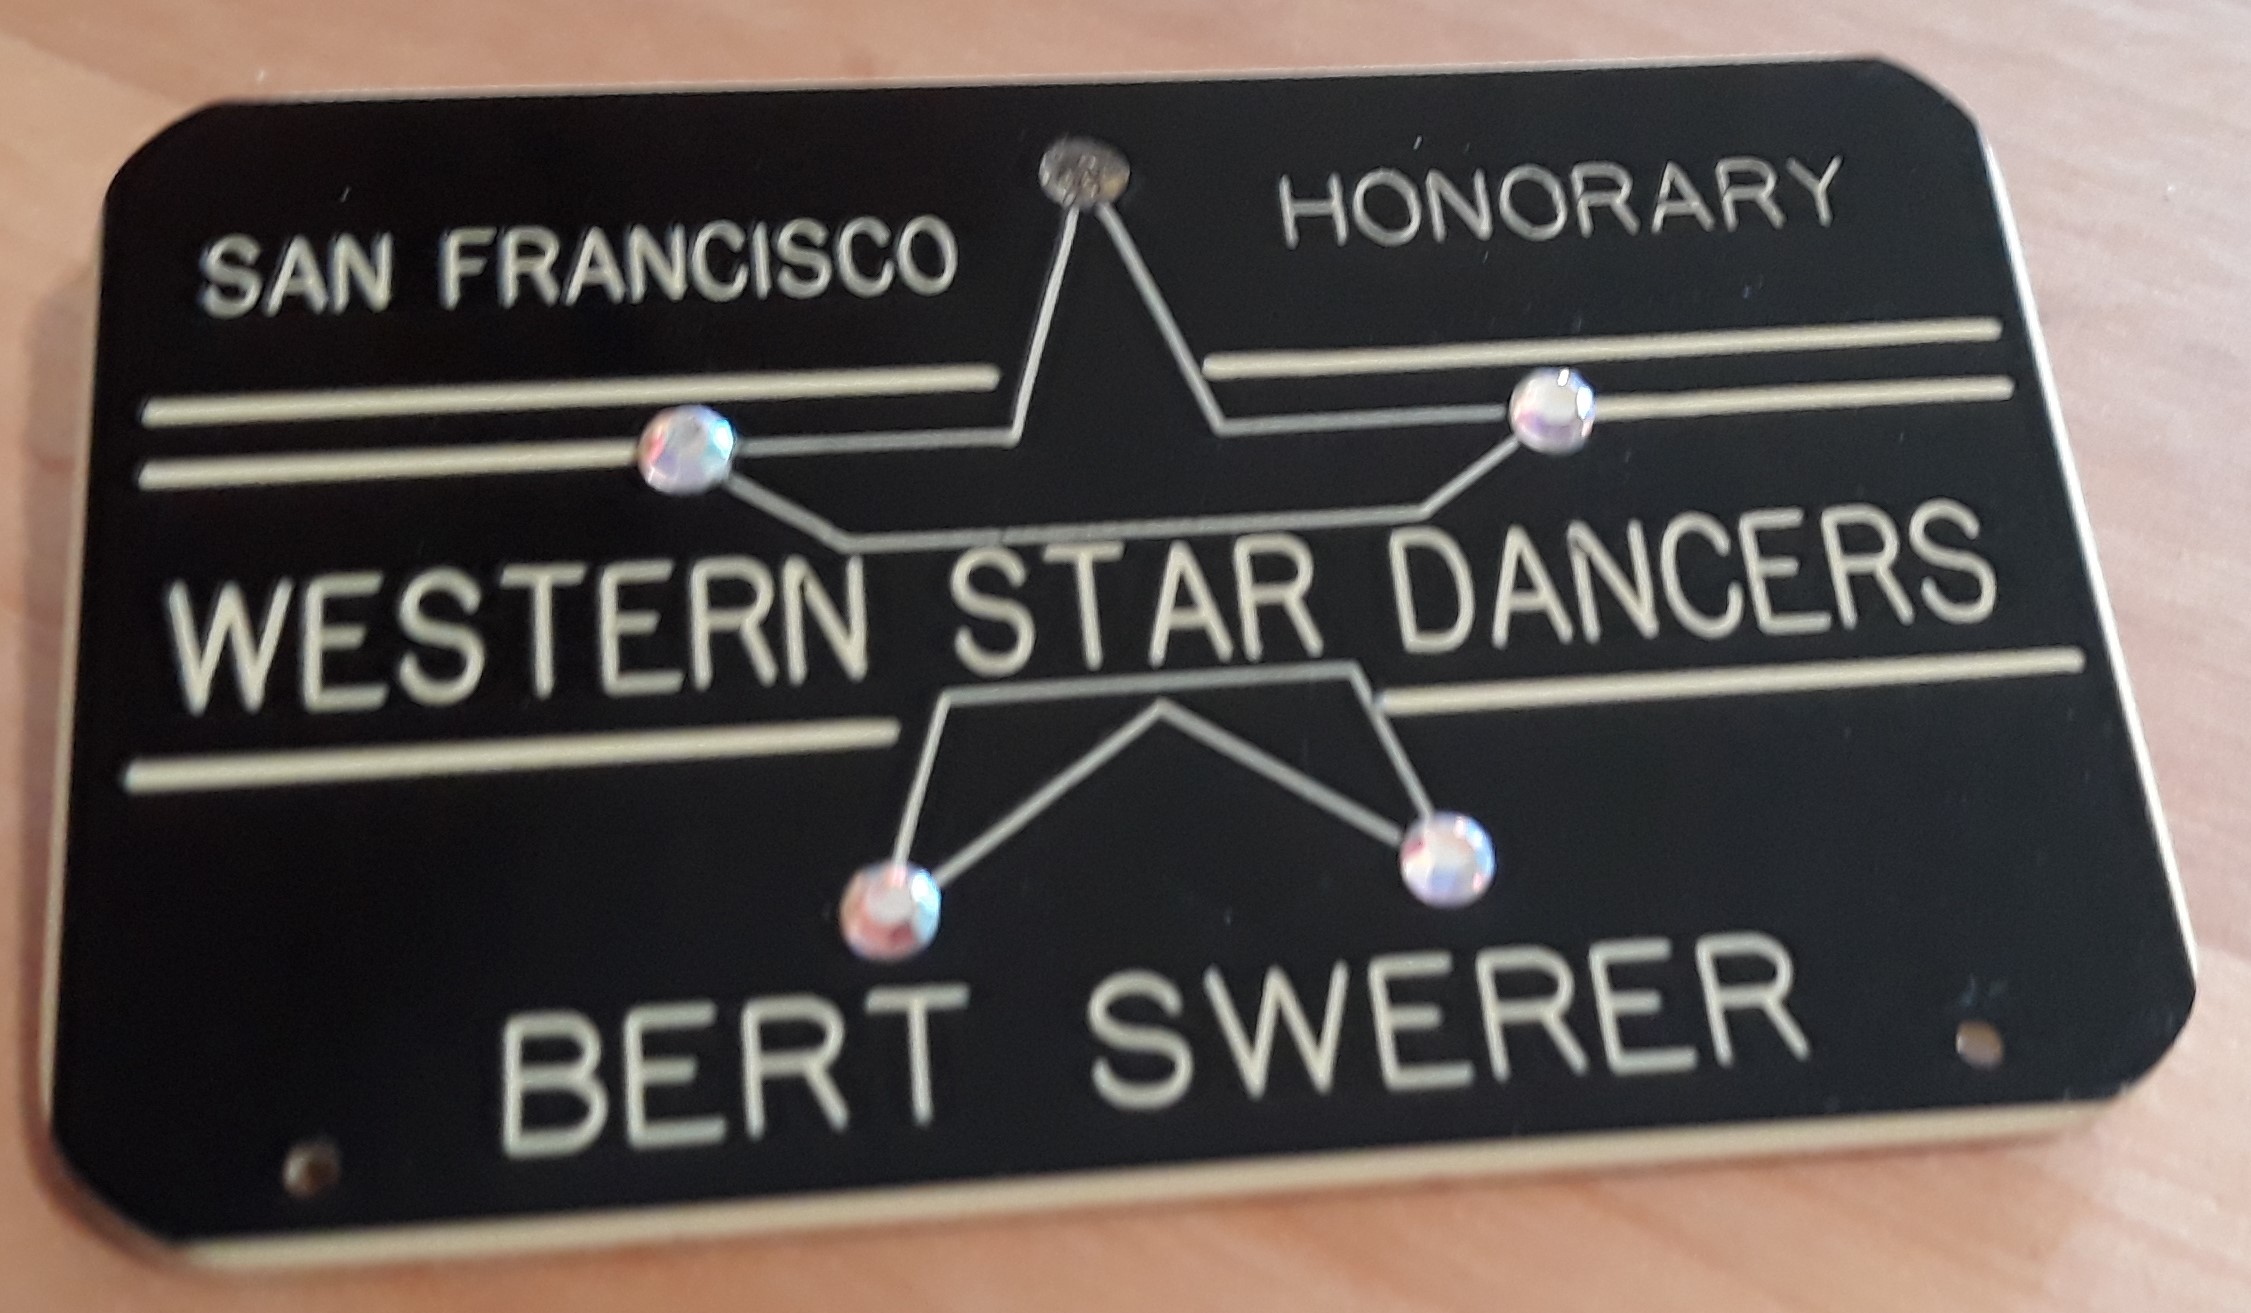 SAN FRANCISCO
HONORARY
WESTERN STAR DANCERS
BERT SWERER